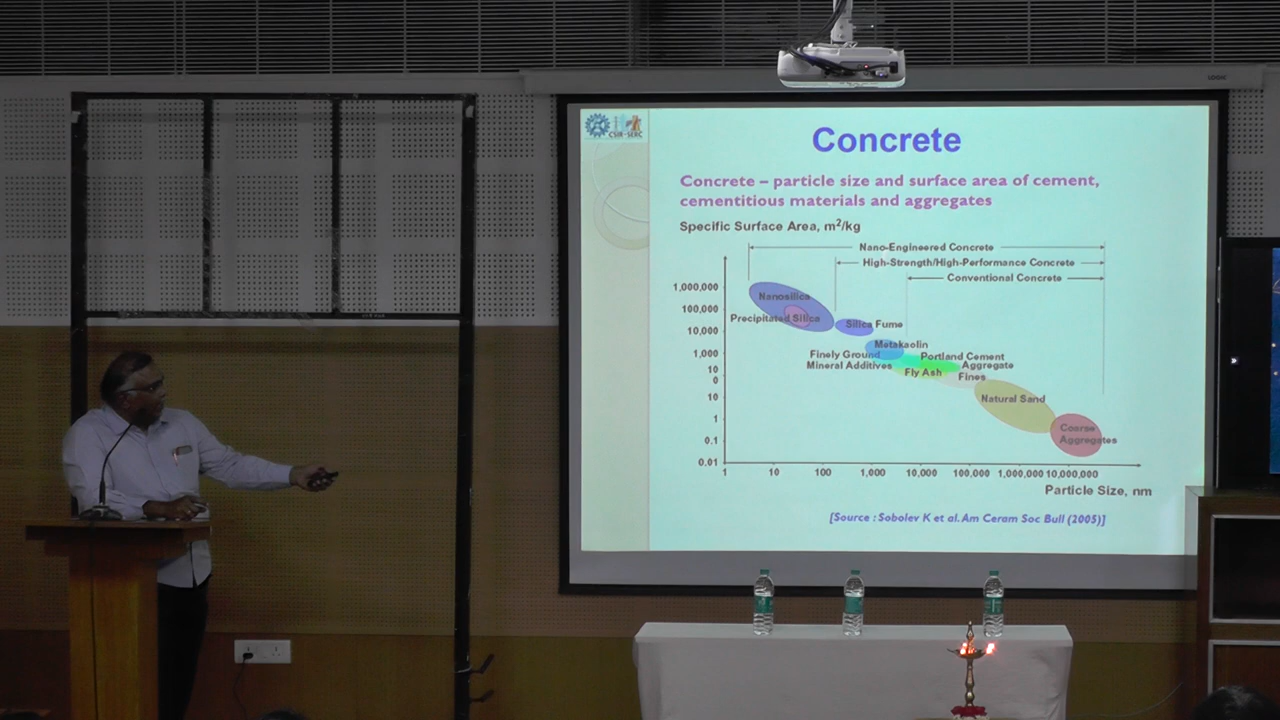 LOGIC
CSIR-SERC
Concrete
Concrete – particle size and surface area of cement,
cementitious materials and aggregates
Specific Surface Area, m²/kg
Nano-Engineered Concrete
High-Strength/High-Performance Concrete
Conventional Concrete
1,000,000
100,000
10,000
1,000
10
0
10
1
0.1
0.01
Nanosilica
Precipitated Silica
Silica Fume
Metakaolin
Finely Ground
Mineral Additives
Portland Cement
Aggregate
Fly Ash
Fines
Natural Sand
Coarse
Aggregates
1 10 100 1,000 10,000 100,000 1,000,000 10,000,000
Particle Size, nm
[Source : Sobolev K et al. Am Ceram Soc Bull (2005)]